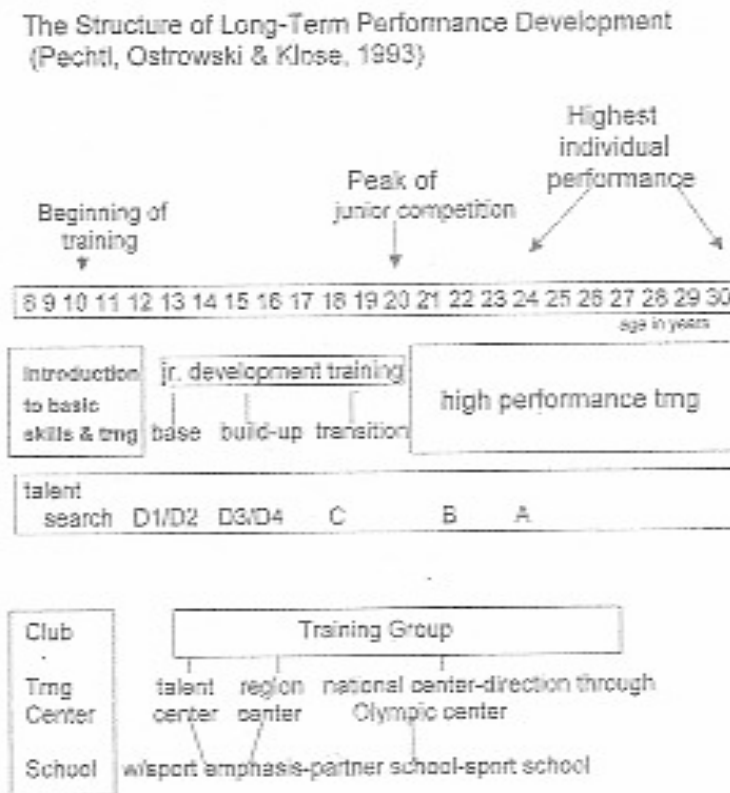 The Structure of Long-Term Performance Development
(Pechtl, Ostrowski & Klose, 1993)
Highest
individual
performance
Peak of
junior competition
Beginning of
training
8 9 10 11 12 13 14 15 16 17 18 19 20 21 22 23 24 25 26 27 28 29 30
age in years
introduction
to basic
skills & trng
jr. development training
base build-up transition
high performance trng
talent
search D1/D2 D3/D4 C B A
Club Training Group
Trng talent region national center-direction through
Center center center Olympic center
School w/sport emphasis-partner school-sport school